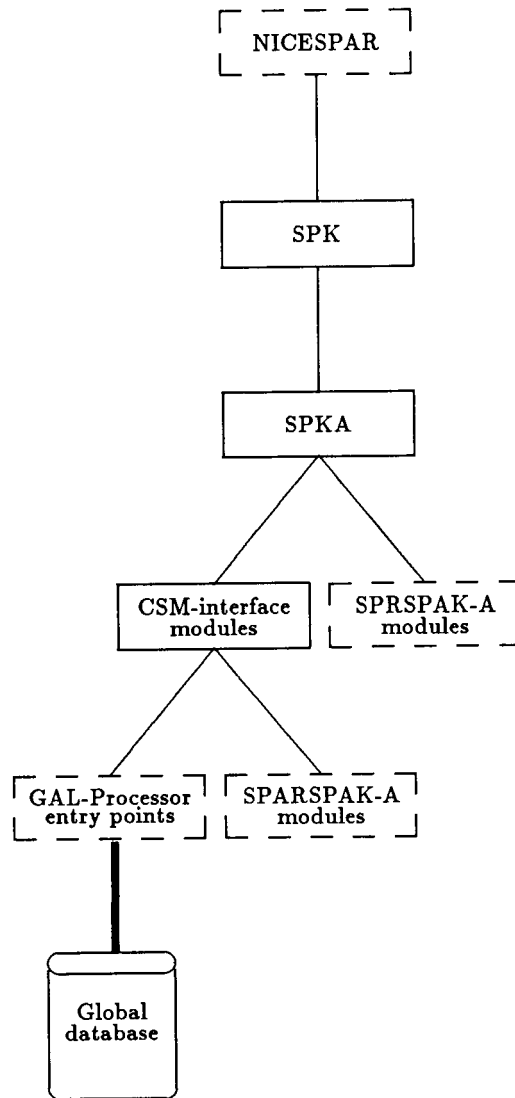 NICESPAR
SPK
SPKA
CSM-interface
modules
SPRSPAK-A
modules
GAL-Processor
entry points
SPARSPAK-A
modules
Global
database